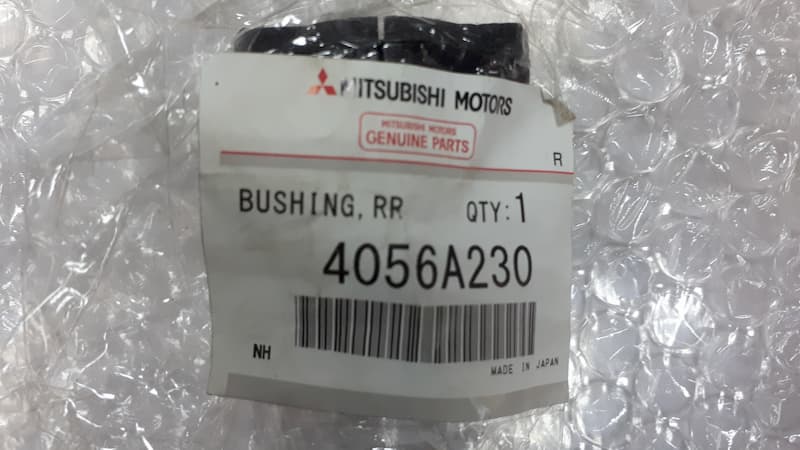 MITSUBISHI MOTORS
MITSUBISHI MOTORS
GENUINE PARTS
R
BUSHING, RR QTY:1
4056A230
NH
MADE IN JAPAN